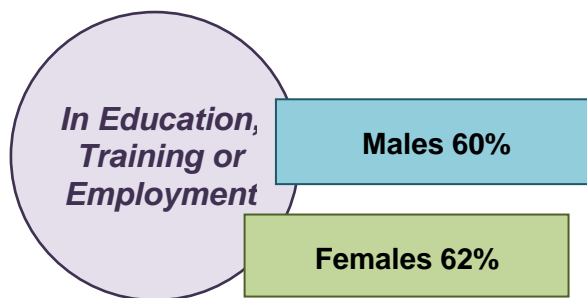 In Education,
Training or
Employment
Males 60%
Females 62%